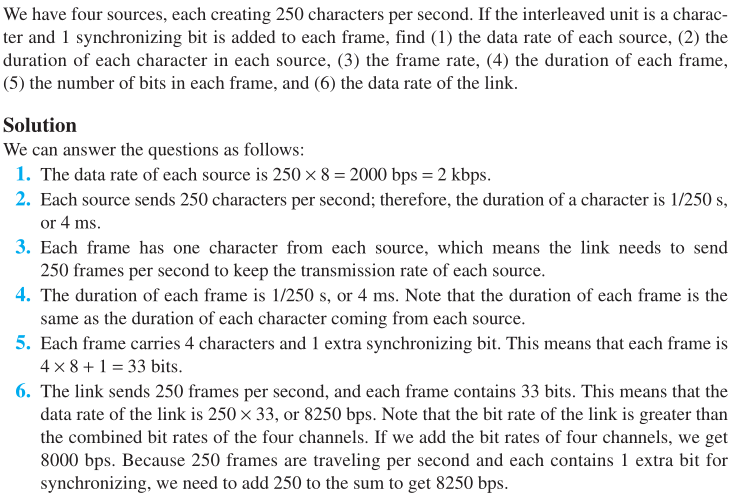 We have four sources, each creating 250 characters per second. If the interleaved unit is a charac-
ter and 1 synchronizing bit is added to each frame, find (1) the data rate of each source, (2) the
duration of each character in each source, (3) the frame rate, (4) the duration of each frame,
(5) the number of bits in each frame, and (6) the data rate of the link.
Solution
We can answer the questions as follows:
1. The data rate of each source is 250 × 8 = 2000 bps = 2 kbps.
2. Each source sends 250 characters per second; therefore, the duration of a character is 1/250 s,
or 4 ms.
3. Each frame has one character from each source, which means the link needs to send
250 frames per second to keep the transmission rate of each source.
4. The duration of each frame is 1/250 s, or 4 ms. Note that the duration of each frame is the
same as the duration of each character coming from each source.
5. Each frame carries 4 characters and 1 extra synchronizing bit. This means that each frame is
4 × 8 + 1 = 33 bits.
6. The link sends 250 frames per second, and each frame contains 33 bits. This means that the
data rate of the link is 250 × 33, or 8250 bps. Note that the bit rate of the link is greater than
the combined bit rates of the four channels. If we add the bit rates of four channels, we get
8000 bps. Because 250 frames are traveling per second and each contains 1 extra bit for
synchronizing, we need to add 250 to the sum to get 8250 bps.